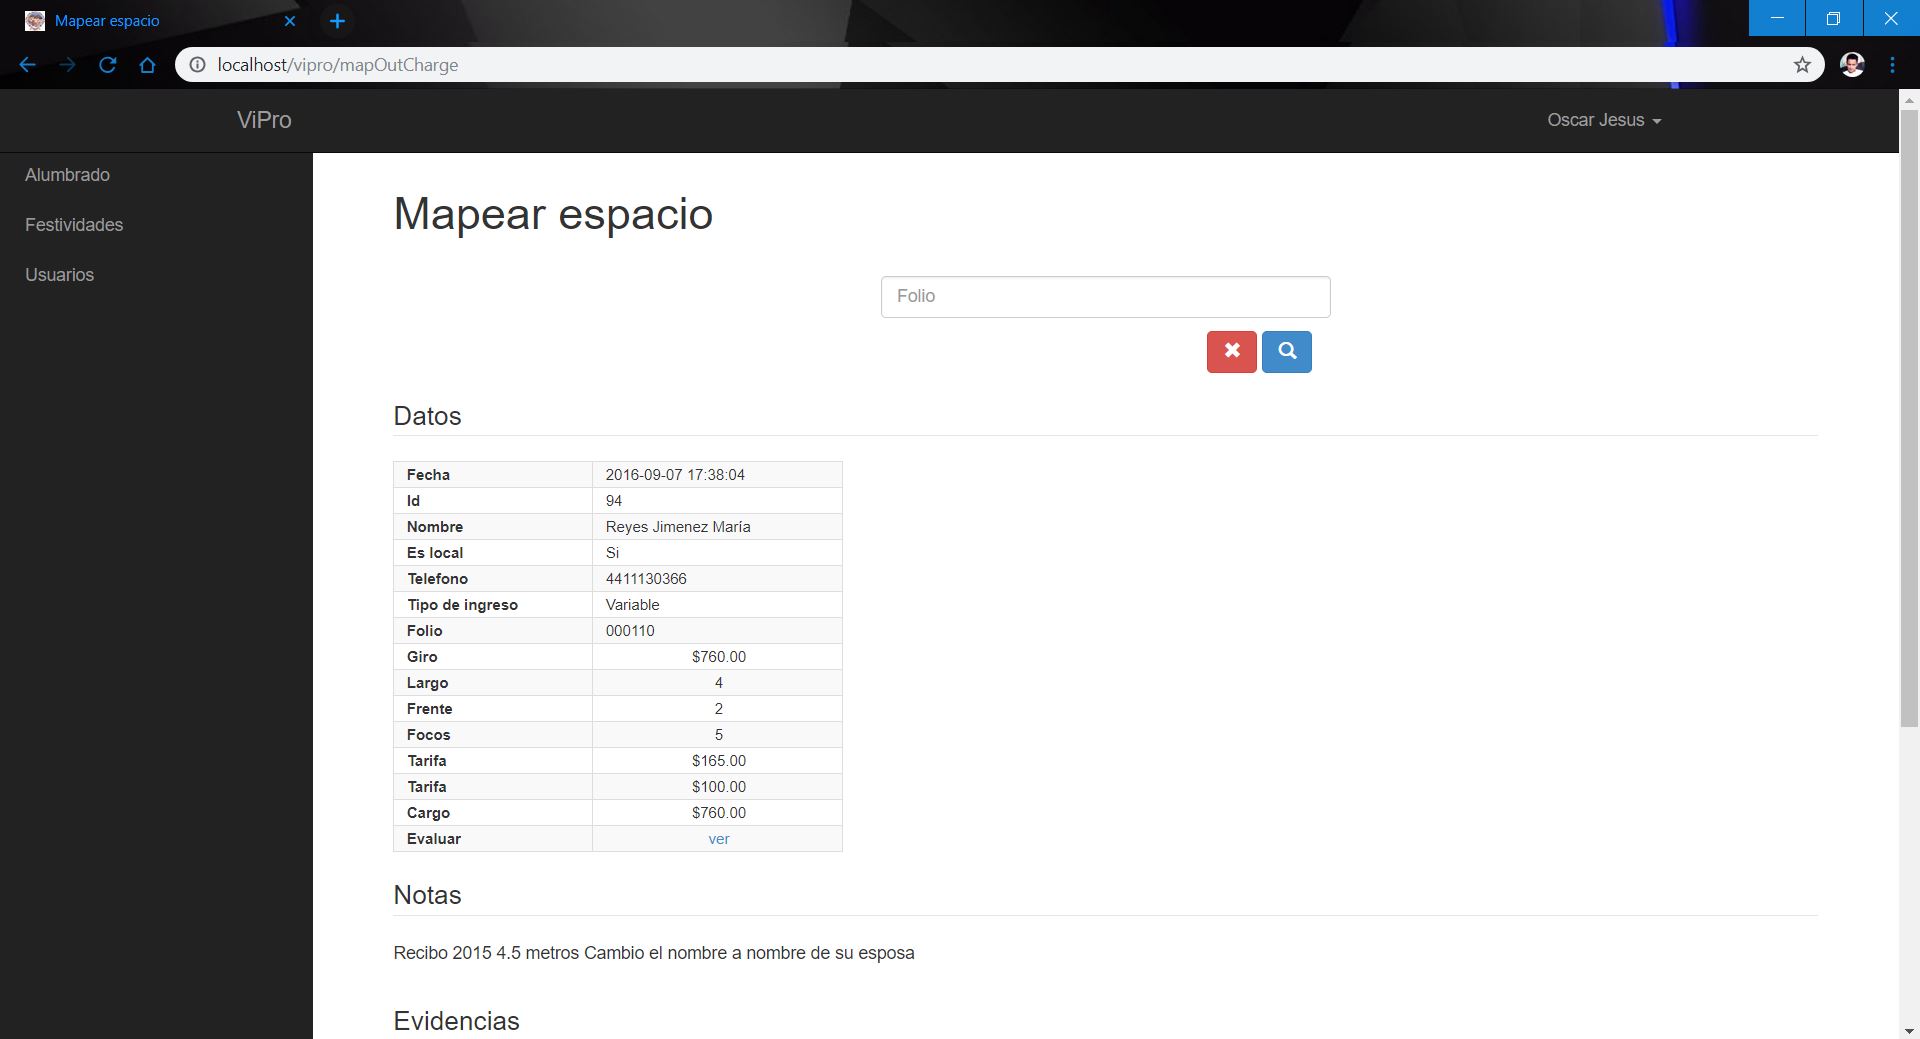 Mapear espacio
localhost/vipro/mapOutCharge
ViPro
Oscar Jesus
Alumbrado
Festividades
Usuarios
Mapear espacio
Folio
Datos
Fecha 2016-09-07 17:38:04
Id 94
Nombre Reyes Jimenez María
Es local Si
Telefono 4411130366
Tipo de ingreso Variable
Folio 000110
Giro $760.00
Largo 4
Frente 2
Focos 5
Tarifa $165.00
Tarifa $100.00
Cargo $760.00
Evaluar ver
Notas
Recibo 2015 4.5 metros Cambio el nombre a nombre de su esposa
Evidencias